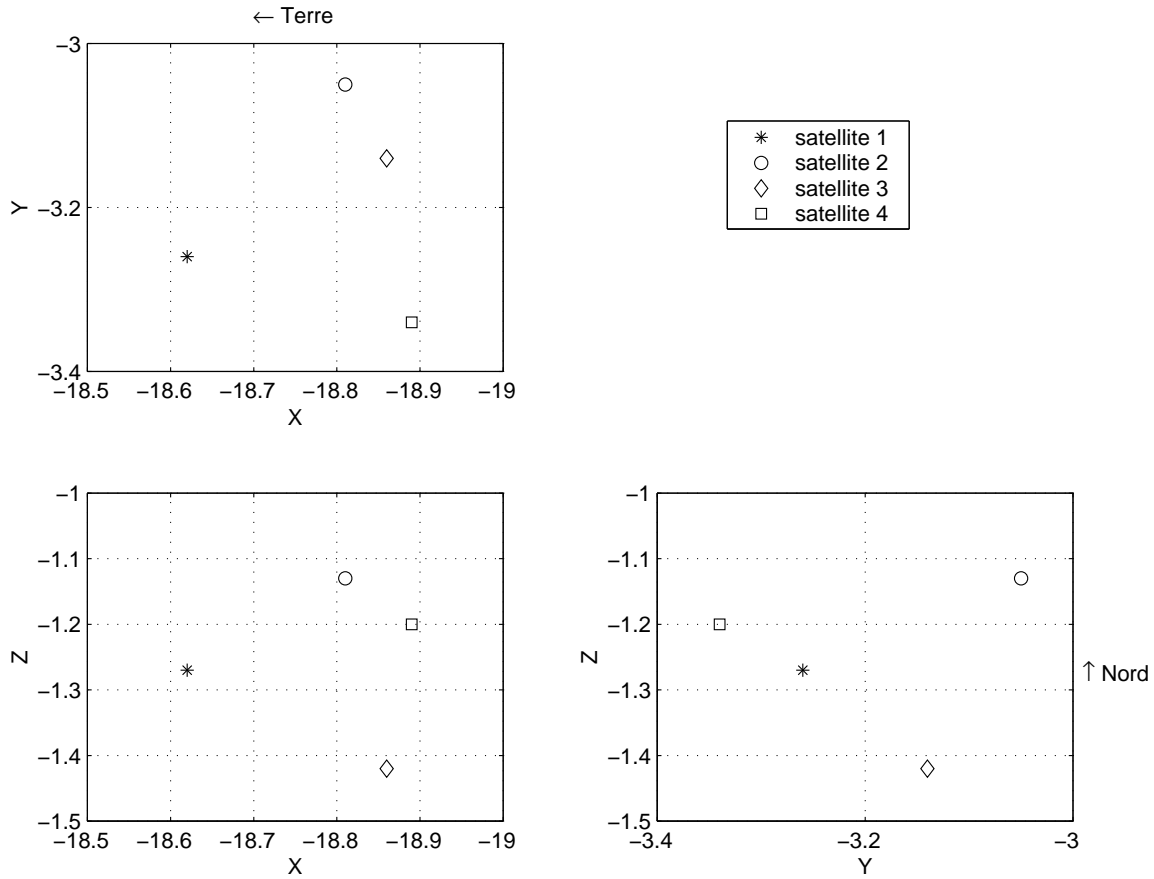 ← Terre
−3
−3.2
−3.4
Y
−18.5 −18.6 −18.7 −18.8 −18.9 −19
X
satellite 1
satellite 2
satellite 3
satellite 4
−1
−1.1
−1.2
−1.3
−1.4
−1.5
Z
−18.5 −18.6 −18.7 −18.8 −18.9 −19
X
−1
−1.1
−1.2
−1.3
−1.4
−1.5
Z
−3.4 −3.2 −3
Y
↑ Nord